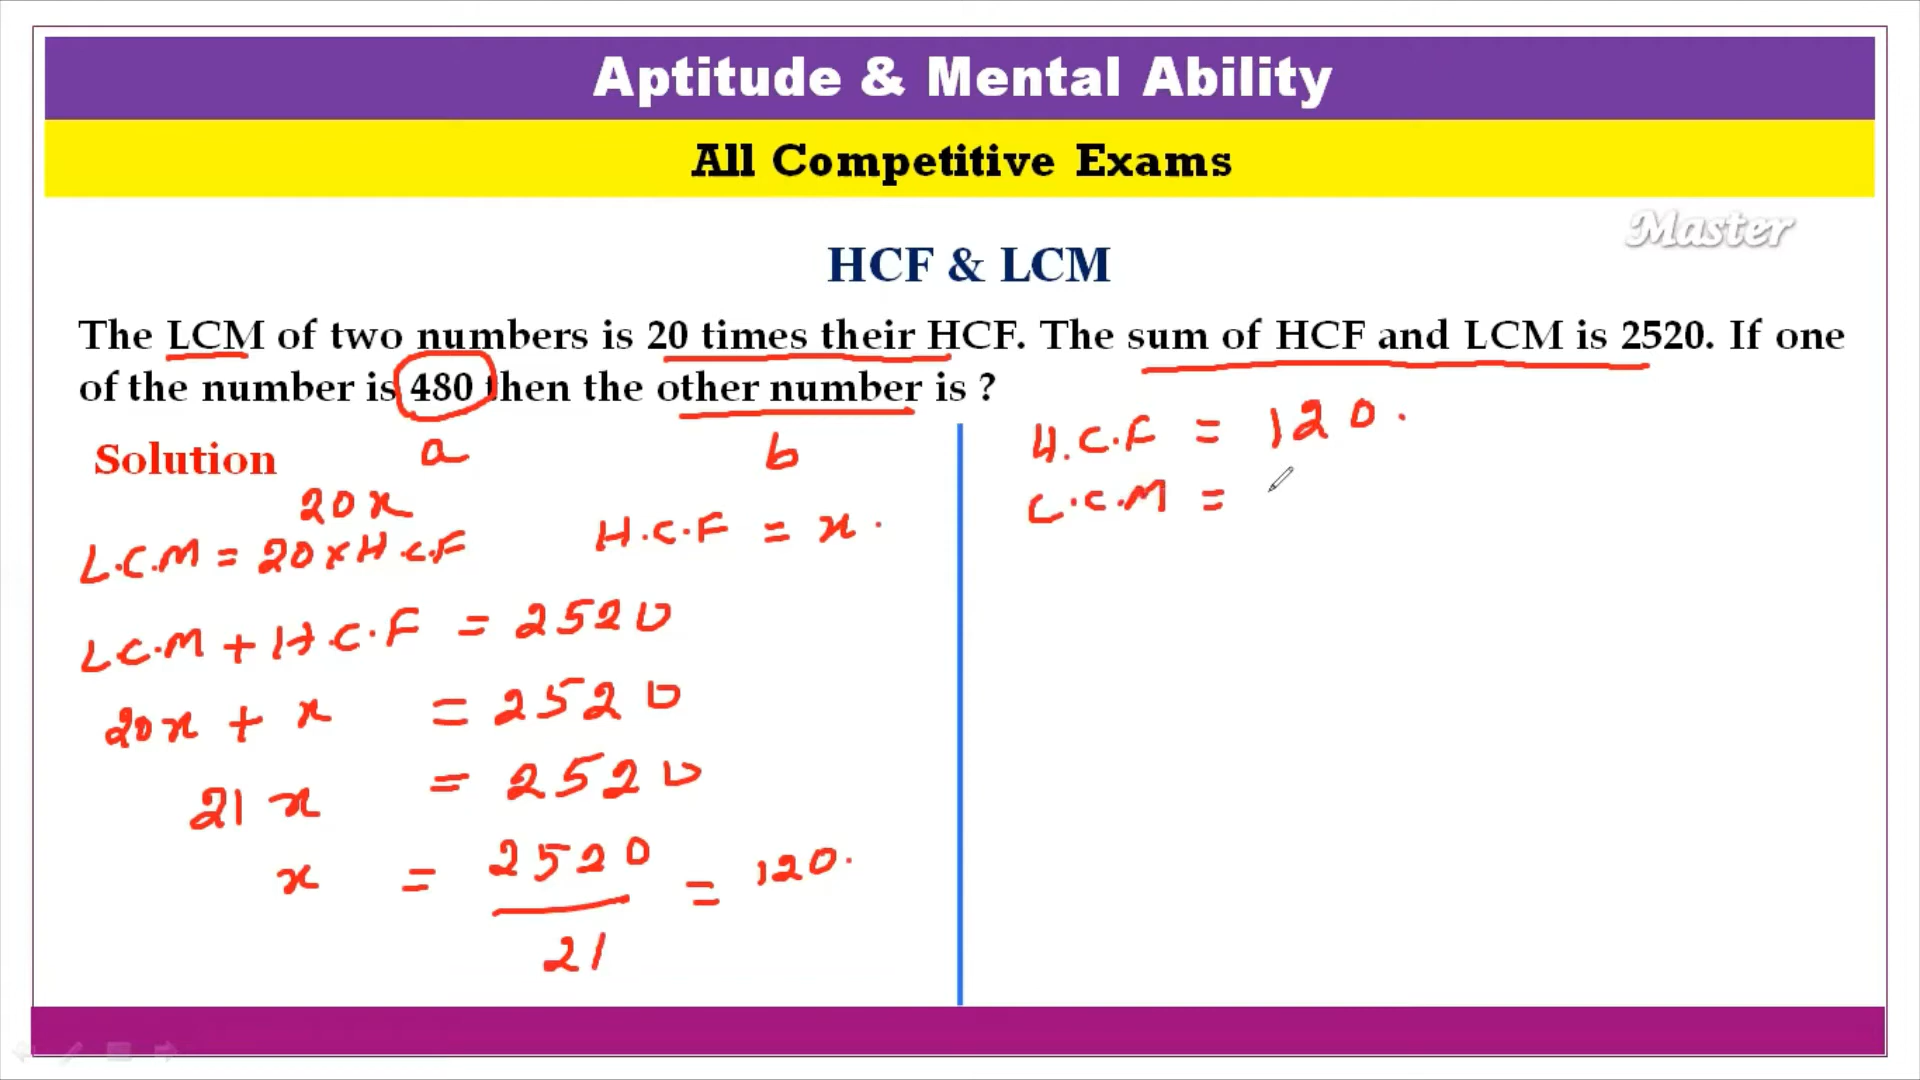 Aptitude & Mental Ability
All Competitive Exams
Master
HCF & LCM
The LCM of two numbers is 20 times their HCF. The sum of HCF and LCM is 2520. If one
of the number is 480 then the other number is ?
Solution
a
b
20x
L.C.M = 20 x H.C.F
H.C.F = x.
L.C.M + H.C.F = 2520
20x + x = 2520
21x = 2520
x = 2520 = 120.
21
H.C.F = 120.
L.C.M =